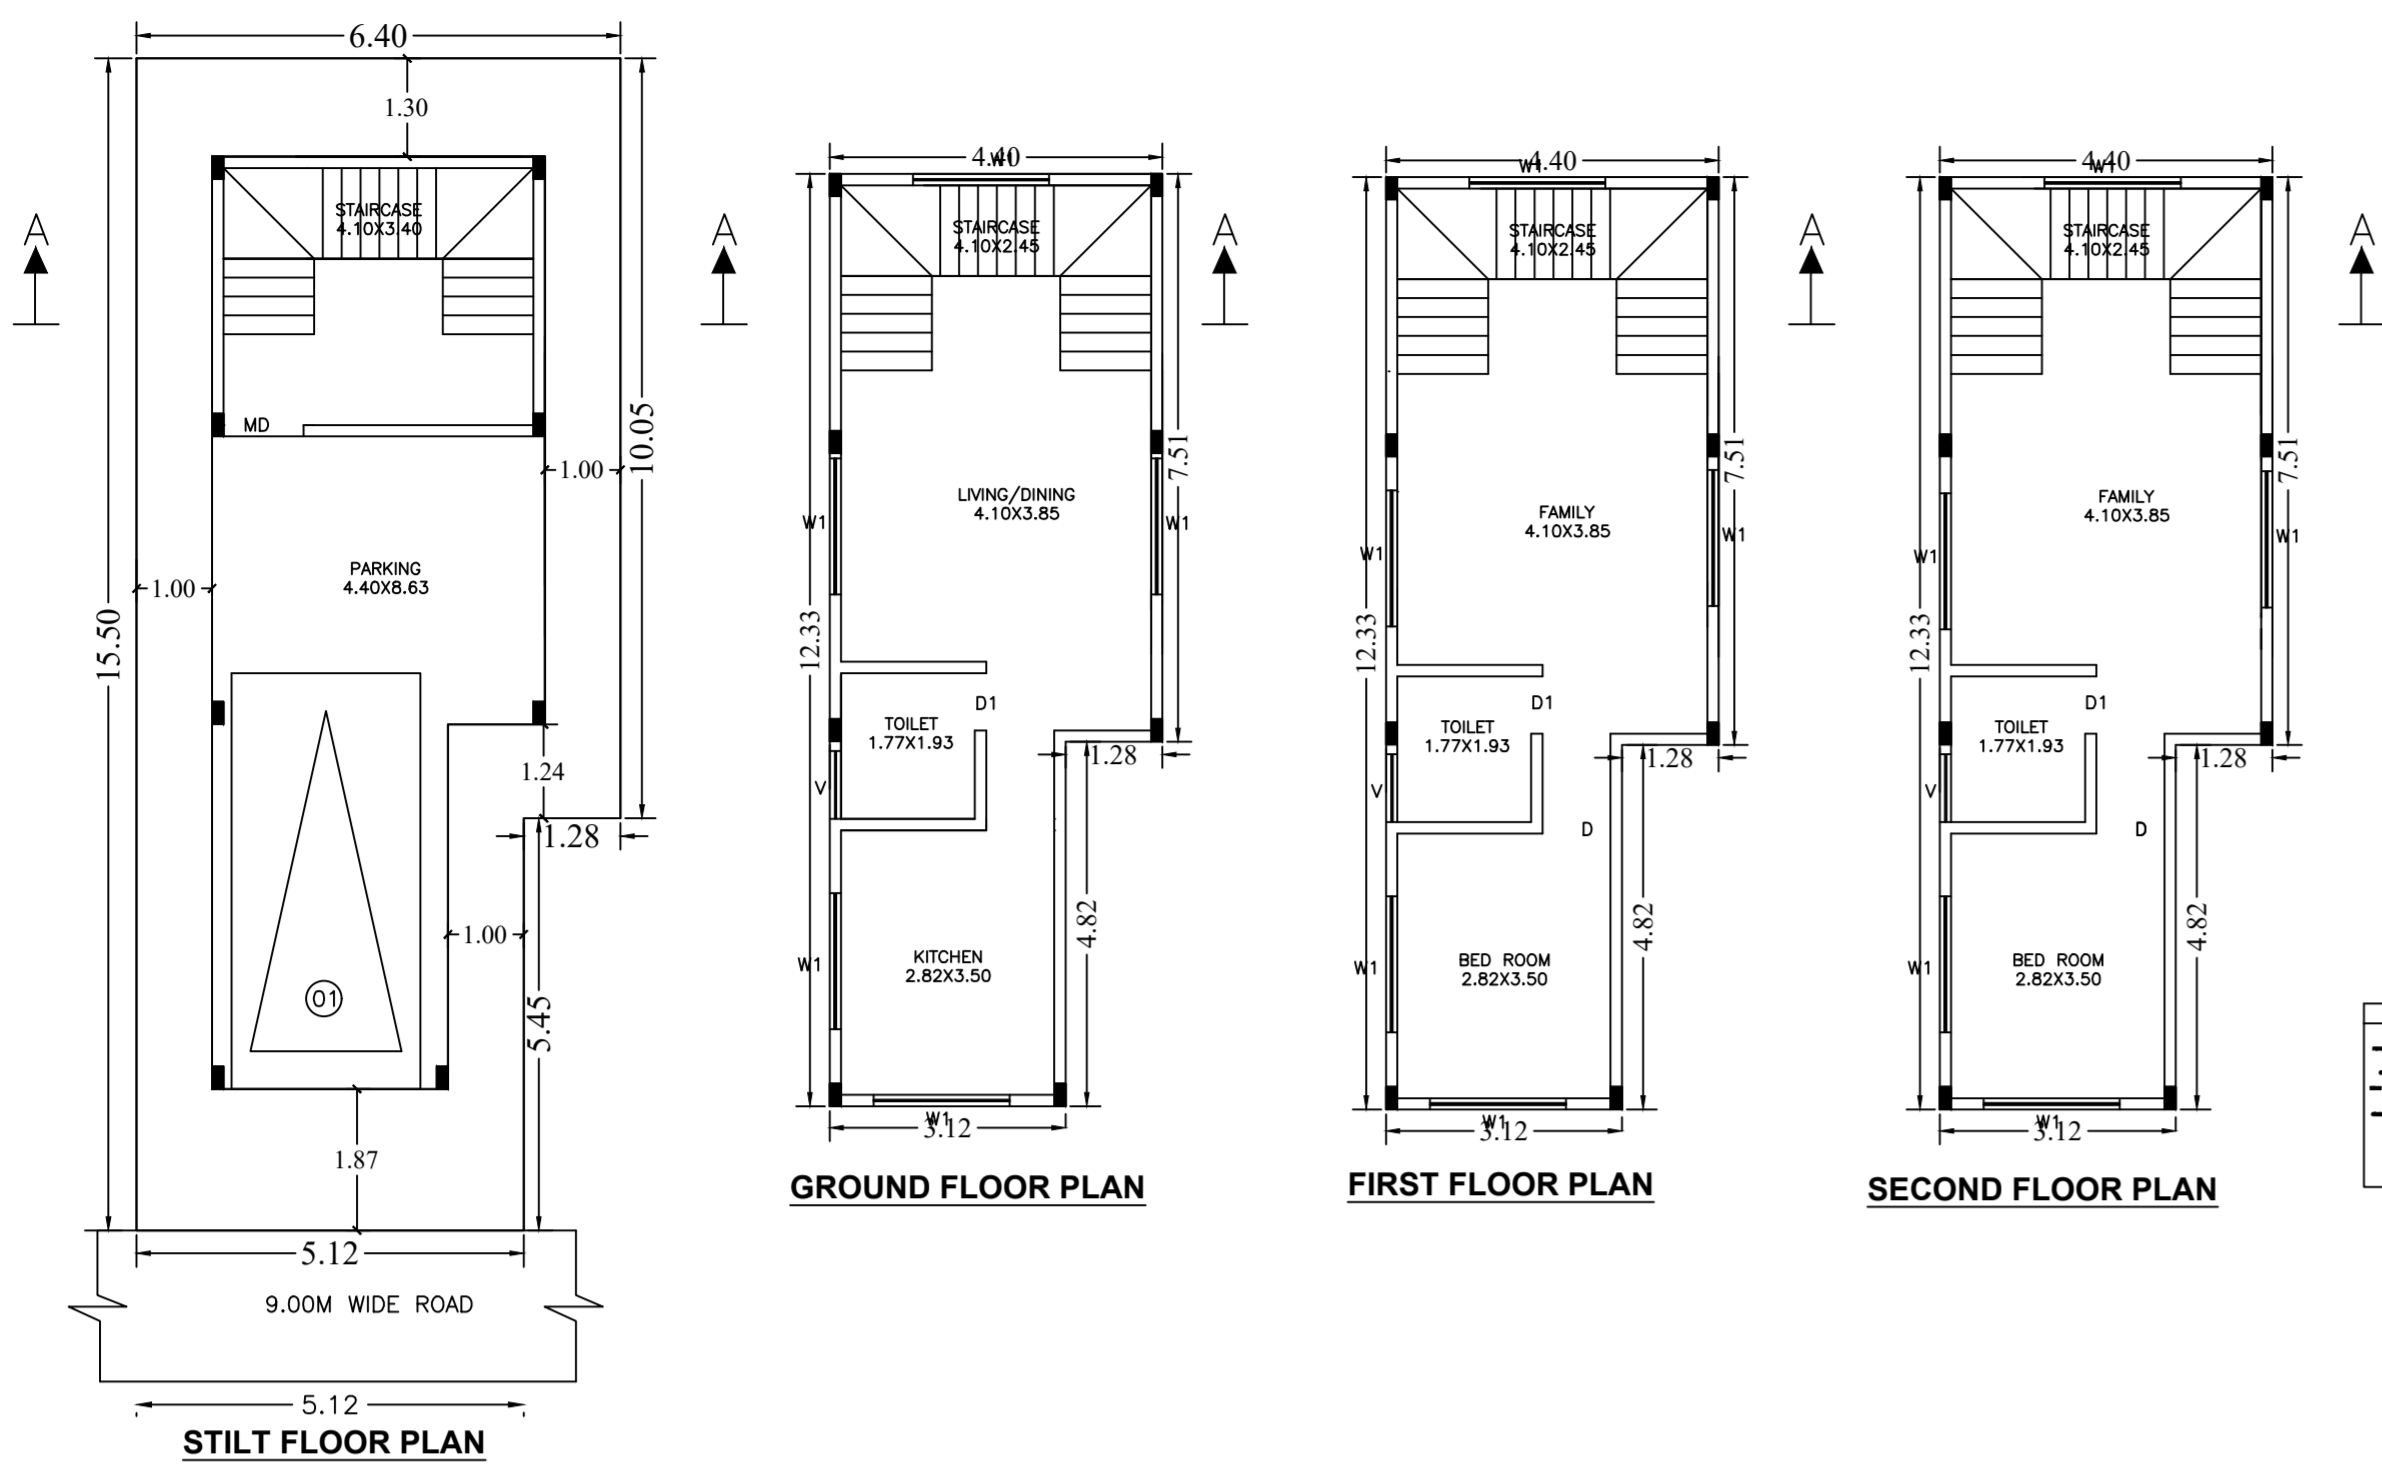 6.40
1.30
STAIRCASE
4.10X3.40
A
A
MD
10.05
1.00
PARKING
4.40X8.63
1.00
15.50
1.24
1.28
1.00
01
5.45
1.87
5.12
9.00M WIDE ROAD
5.12
STILT FLOOR PLAN
4.40
W1
STAIRCASE
4.10X2.45
A
7.51
LIVING/DINING
4.10X3.85
W1
W1
12.33
D1
TOILET
1.77X1.93
1.28
V
4.82
KITCHEN
2.82X3.50
W1
W1
3.12
GROUND FLOOR PLAN
4.40
W1
STAIRCASE
4.10X2.45
A
7.51
FAMILY
4.10X3.85
W1
W1
12.33
D1
TOILET
1.77X1.93
1.28
V
D
4.82
BED ROOM
2.82X3.50
W1
W1
3.12
FIRST FLOOR PLAN
4.40
W1
STAIRCASE
4.10X2.45
A
7.51
FAMILY
4.10X3.85
W1
W1
12.33
D1
TOILET
1.77X1.93
1.28
V
D
4.82
BED ROOM
2.82X3.50
W1
W1
3.12
SECOND FLOOR PLAN